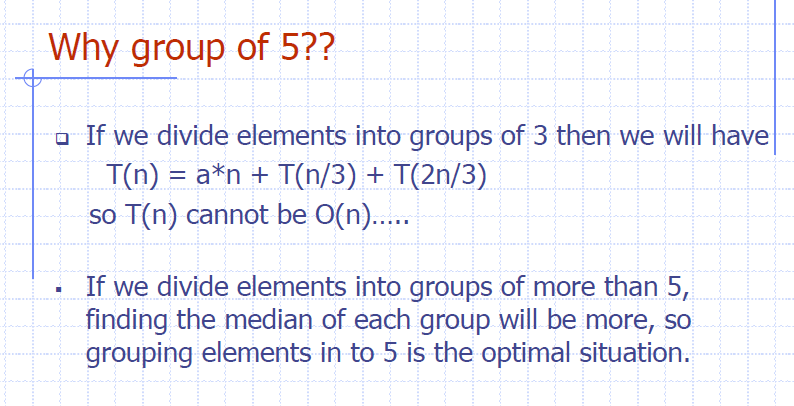 Why group of 5??
If we divide elements into groups of 3 then we will have
T(n) = a*n + T(n/3) + T(2n/3)
so T(n) cannot be O(n).....
If we divide elements into groups of more than 5,
finding the median of each group will be more, so
grouping elements in to 5 is the optimal situation.